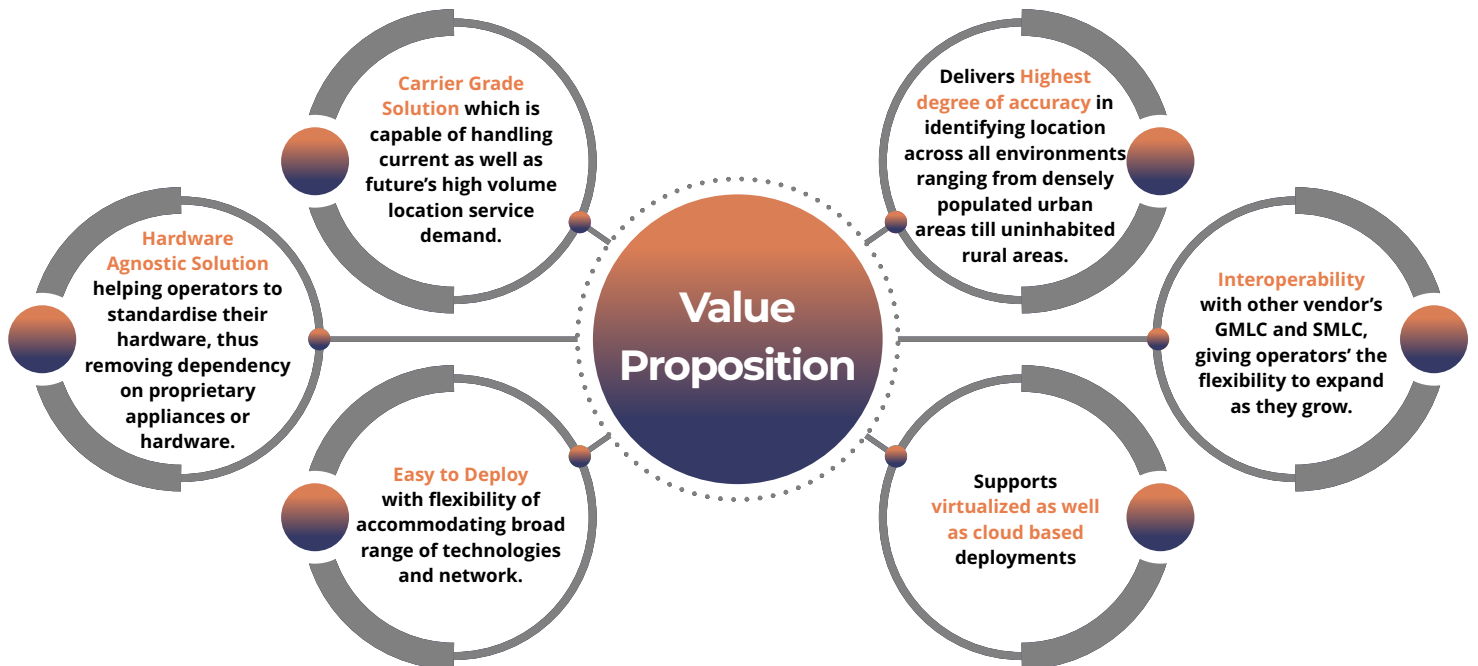 Carrier Grade
Solution which is
capable of handling
current as well as
future’s high volume
location service
demand.
Delivers Highest
degree of accuracy in
identifying location
across all environments
ranging from densely
populated urban
areas till uninhabited
rural areas.
Hardware
Agnostic Solution
helping operators to
standardise their
hardware, thus
removing dependency
on proprietary
appliances or
hardware.
Value
Proposition
Interoperability
with other vendor’s
GMLC and SMLC,
giving operators’ the
flexibility to expand
as they grow.
Easy to Deploy
with flexibility of
accommodating broad
range of technologies
and network.
Supports
virtualized as well
as cloud based
deployments